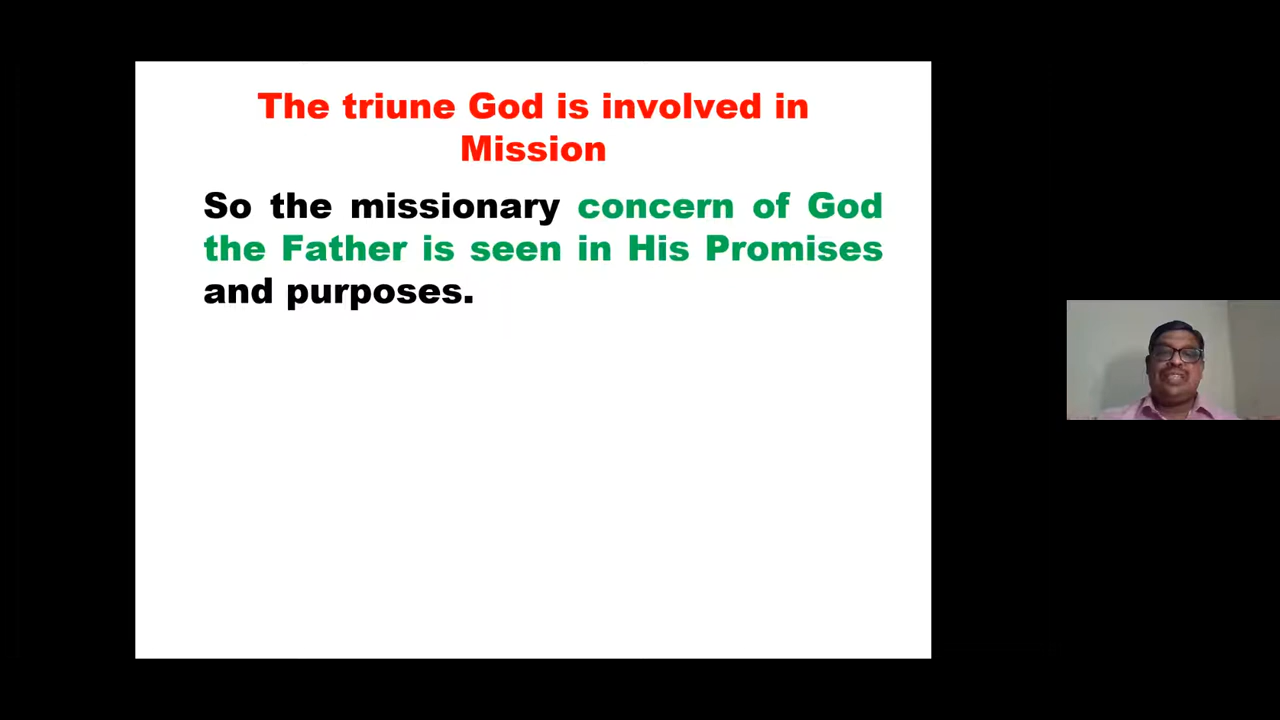 The triune God is involved in
Mission
So the missionary concern of God
the Father is seen in His Promises
and purposes.